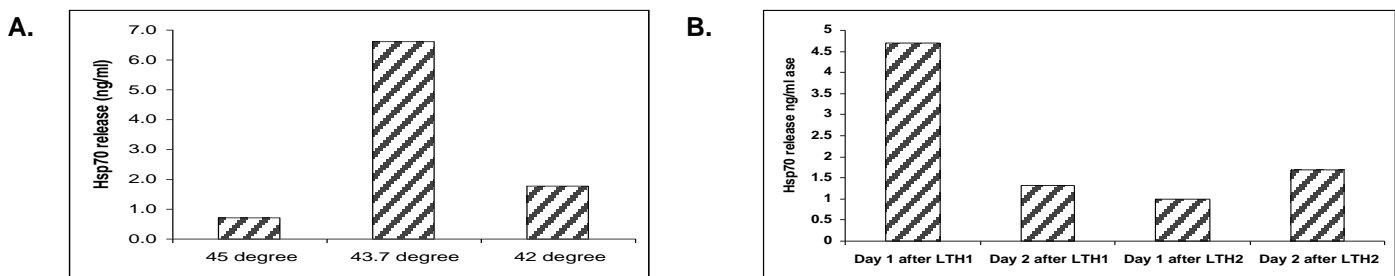 A.
Hsp70 release (ng/ml)
7.0
6.0
5.0
4.0
3.0
2.0
1.0
0.0
45 degree
43.7 degree
42 degree
B.
Hsp70 release ng/ml ase
5
4.5
4
3.5
3
2.5
2
1.5
1
0.5
0
Day 1 after LTH1
Day 2 after LTH1
Day 1 after LTH2
Day 2 after LTH2